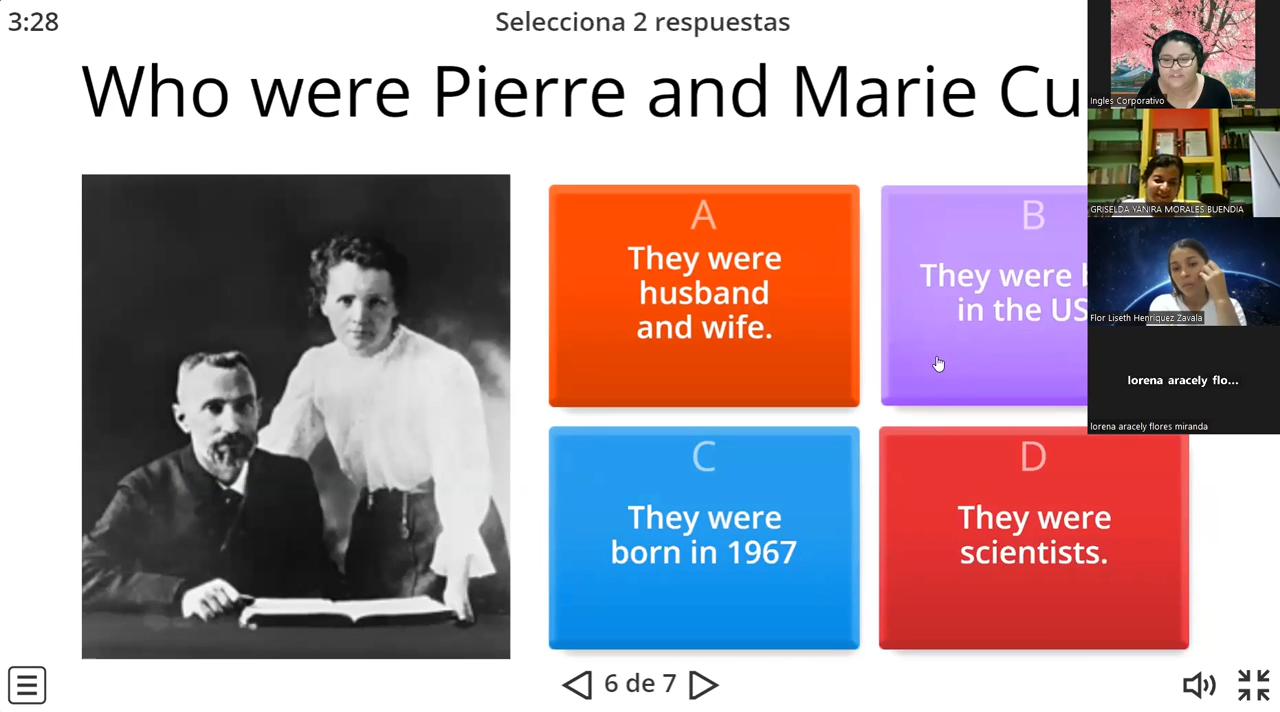 3:28
Selecciona 2 respuestas
Who were Pierre and Marie
A
They were
husband
and wife.
B
They were
in the
C
They were
born in 1967
D
They were
scientists.
6 de 7
Ingles Corporativo
GRISELDA YANIRA MORALES BUENDIA
Flor Liseth Henriquez Zavala
lorena aracely flo...
lorena aracely flores miranda